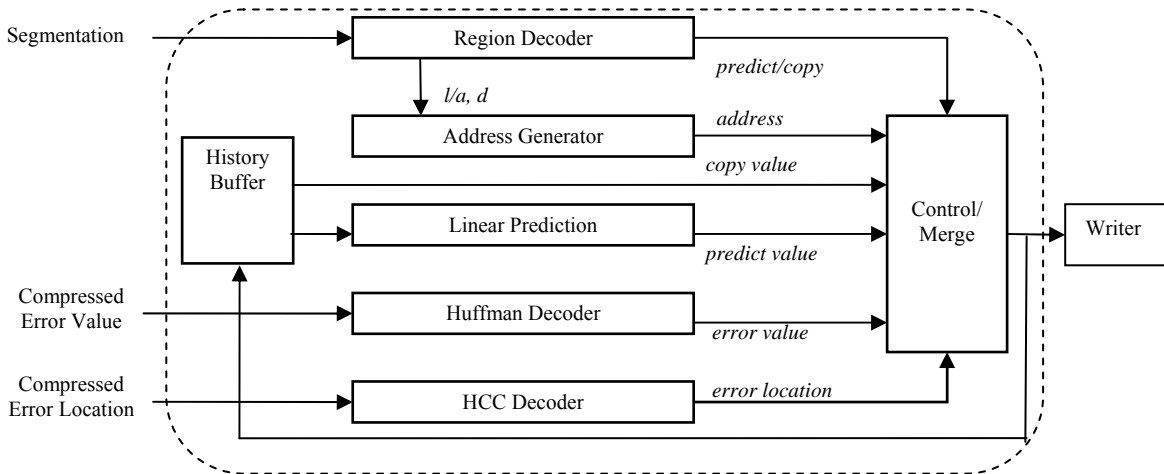 Segmentation
Region Decoder
predict/copy
l/a, d
Address Generator
address
History
Buffer
copy value
Control/
Merge
Writer
Linear Prediction
predict value
Compressed
Error Value
Huffman Decoder
error value
Compressed
Error Location
HCC Decoder
error location